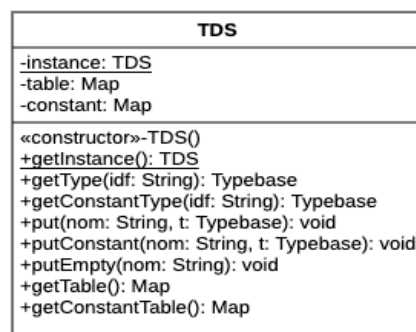 TDS
-instance: TDS
-table: Map
-constant: Map
«constructor»-TDS()
+getInstance(): TDS
+getType(idf: String): Typebase
+getConstantType(idf: String): Typebase
+put(nom: String, t: Typebase): void
+putConstant(nom: String, t: Typebase): void
+putEmpty(nom: String): void
+getTable(): Map
+getConstantTable(): Map